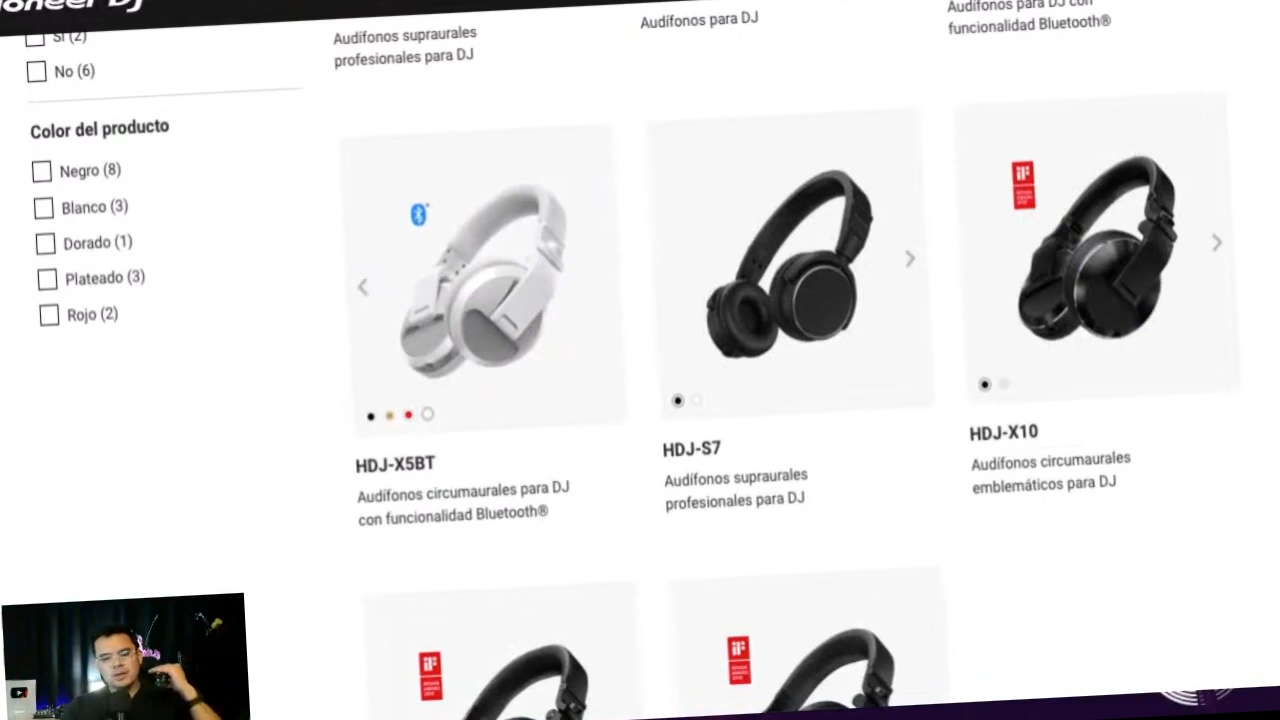 Sí (2)
No (6)
Color del producto
Negro (8)
Blanco (3)
Dorado (1)
Plateado (3)
Rojo (2)
Audífonos supraurales
profesionales para DJ
Audífonos para DJ
Audífonos para DJ con
funcionalidad Bluetooth®
HDJ-X5BT
Audífonos circumaurales para DJ
con funcionalidad Bluetooth®
HDJ-S7
Audífonos supraurales
profesionales para DJ
HDJ-X10
Audífonos circumaurales
emblemáticos para DJ